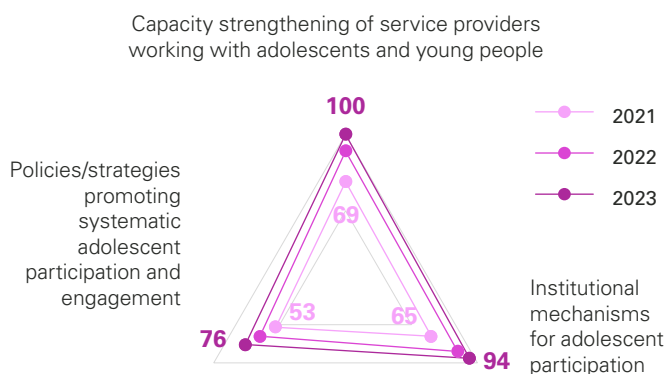 Capacity strengthening of service providers
working with adolescents and young people
100
2021
2022
2023
Policies/strategies
promoting
systematic
adolescent
participation and
engagement
69
53
65
76
94
Institutional
mechanisms
for adolescent
participation